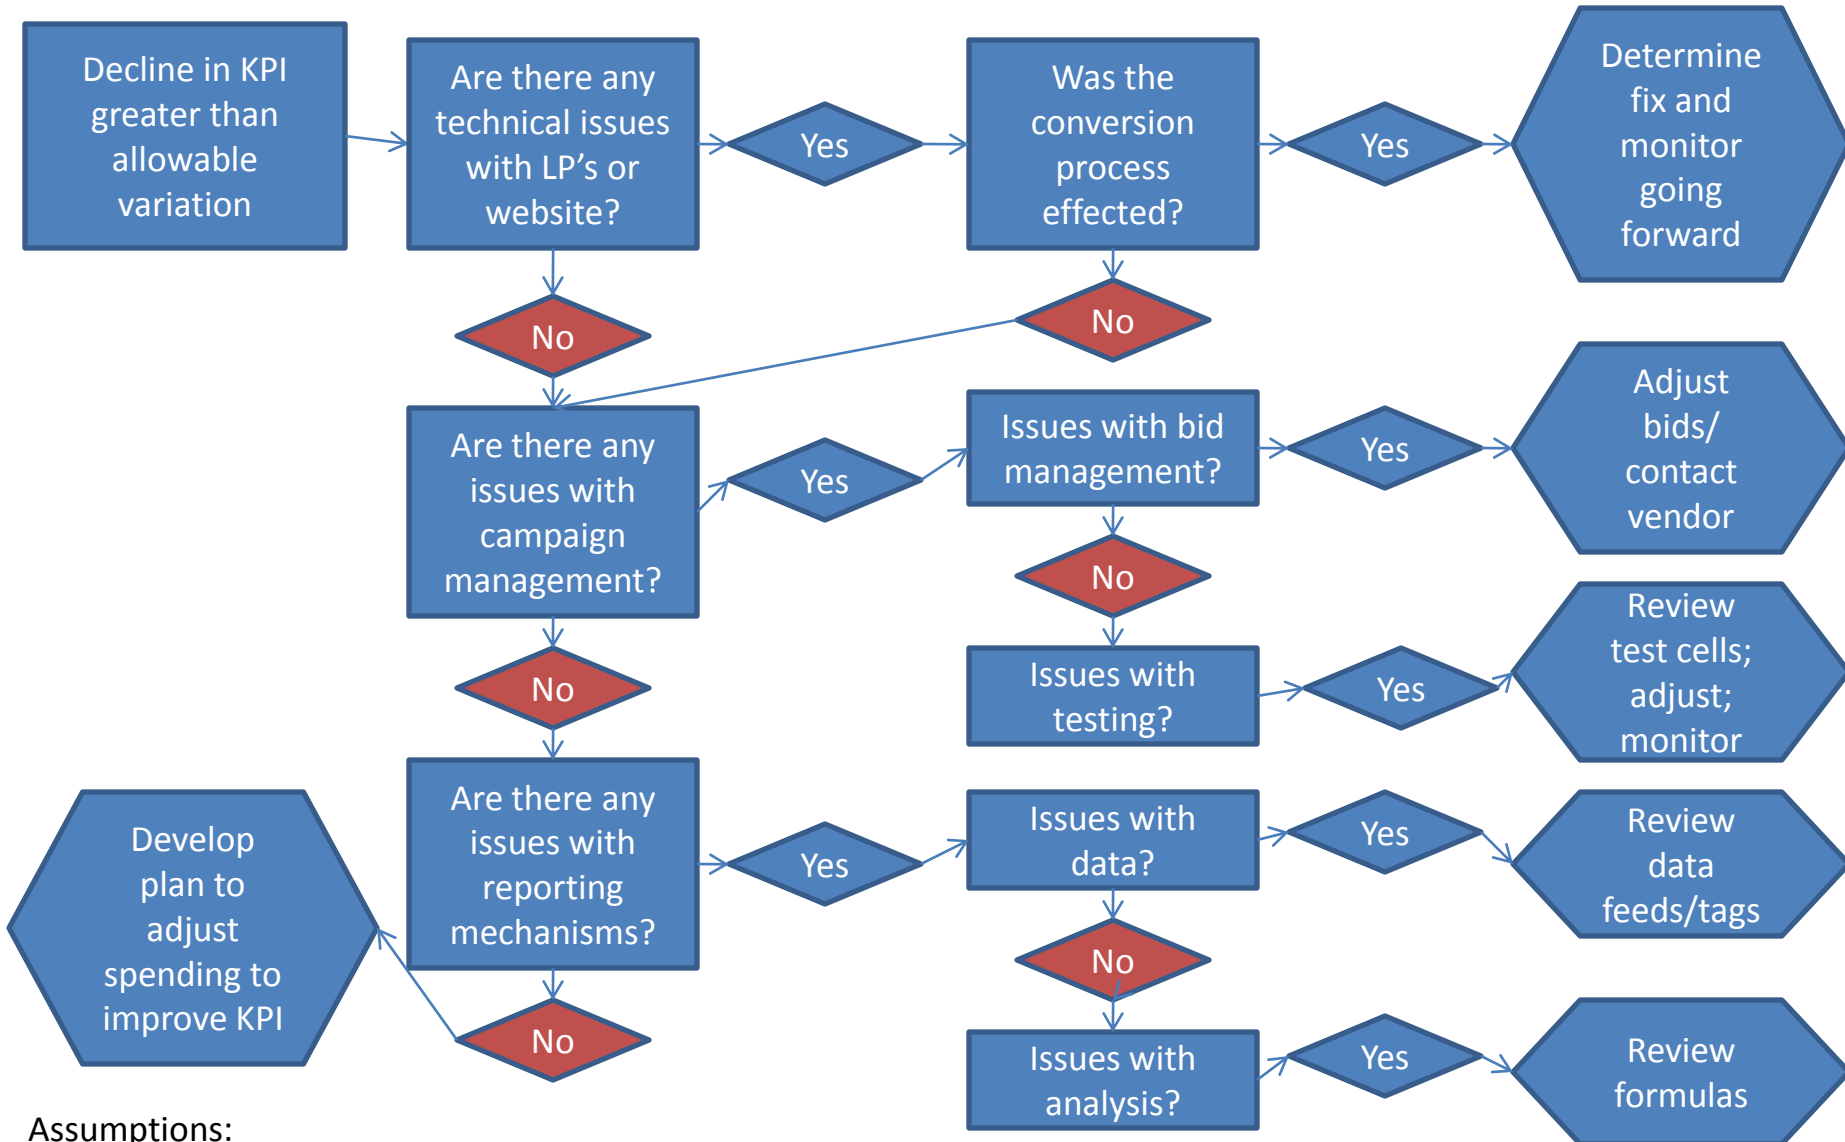 Decline in KPI
greater than
allowable
variation
Are there any
technical issues
with LP’s or
website?
Yes
Was the
conversion
process
effected?
Yes
Determine
fix and
monitor
going
forward
No
No
Are there any
issues with
campaign
management?
Yes
Issues with bid
management?
Yes
Adjust
bids/
contact
vendor
No
No
Issues with
testing?
Yes
Review
test cells;
adjust;
monitor
Develop
plan to
adjust
spending to
improve KPI
Are there any
issues with
reporting
mechanisms?
Yes
Issues with
data?
Yes
Review
data
feeds/tags
No
No
Issues with
analysis?
Yes
Review
formulas
Assumptions: